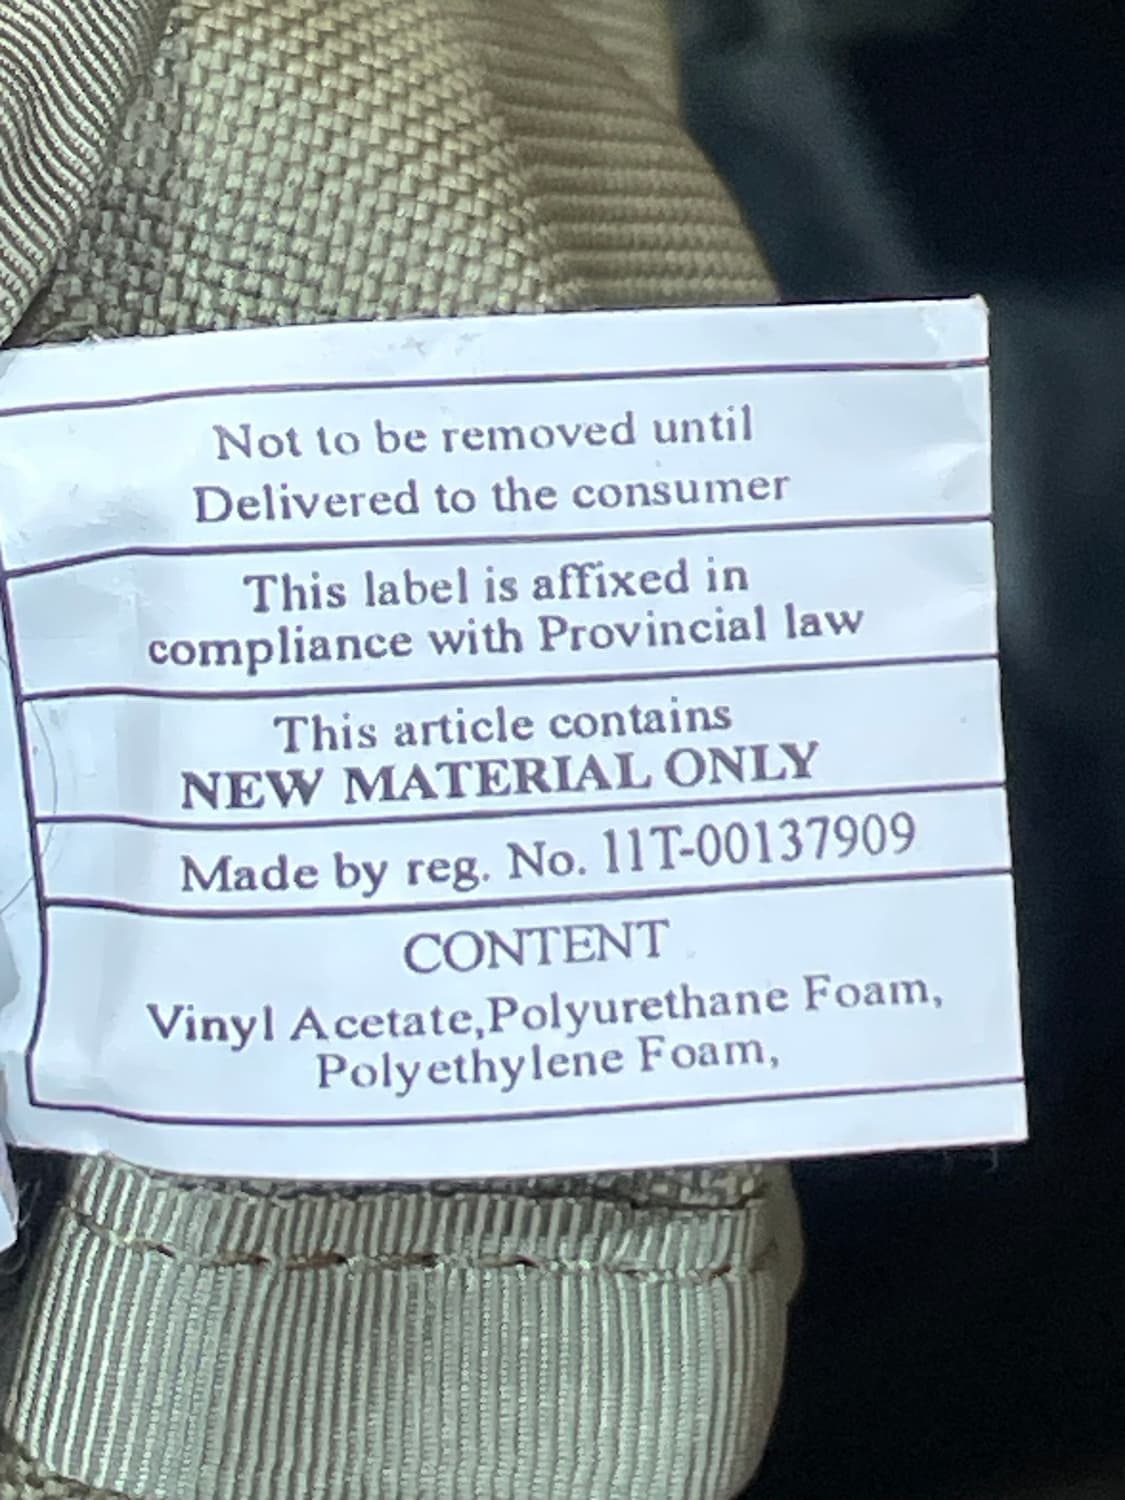 Not to be removed until
Delivered to the consumer
This label is affixed in
compliance with Provincial law
This article contains
NEW MATERIAL ONLY
Made by reg. No. 11T-00137909
CONTENT
Vinyl Acetate,Polyurethane Foam,
Polyethylene Foam,